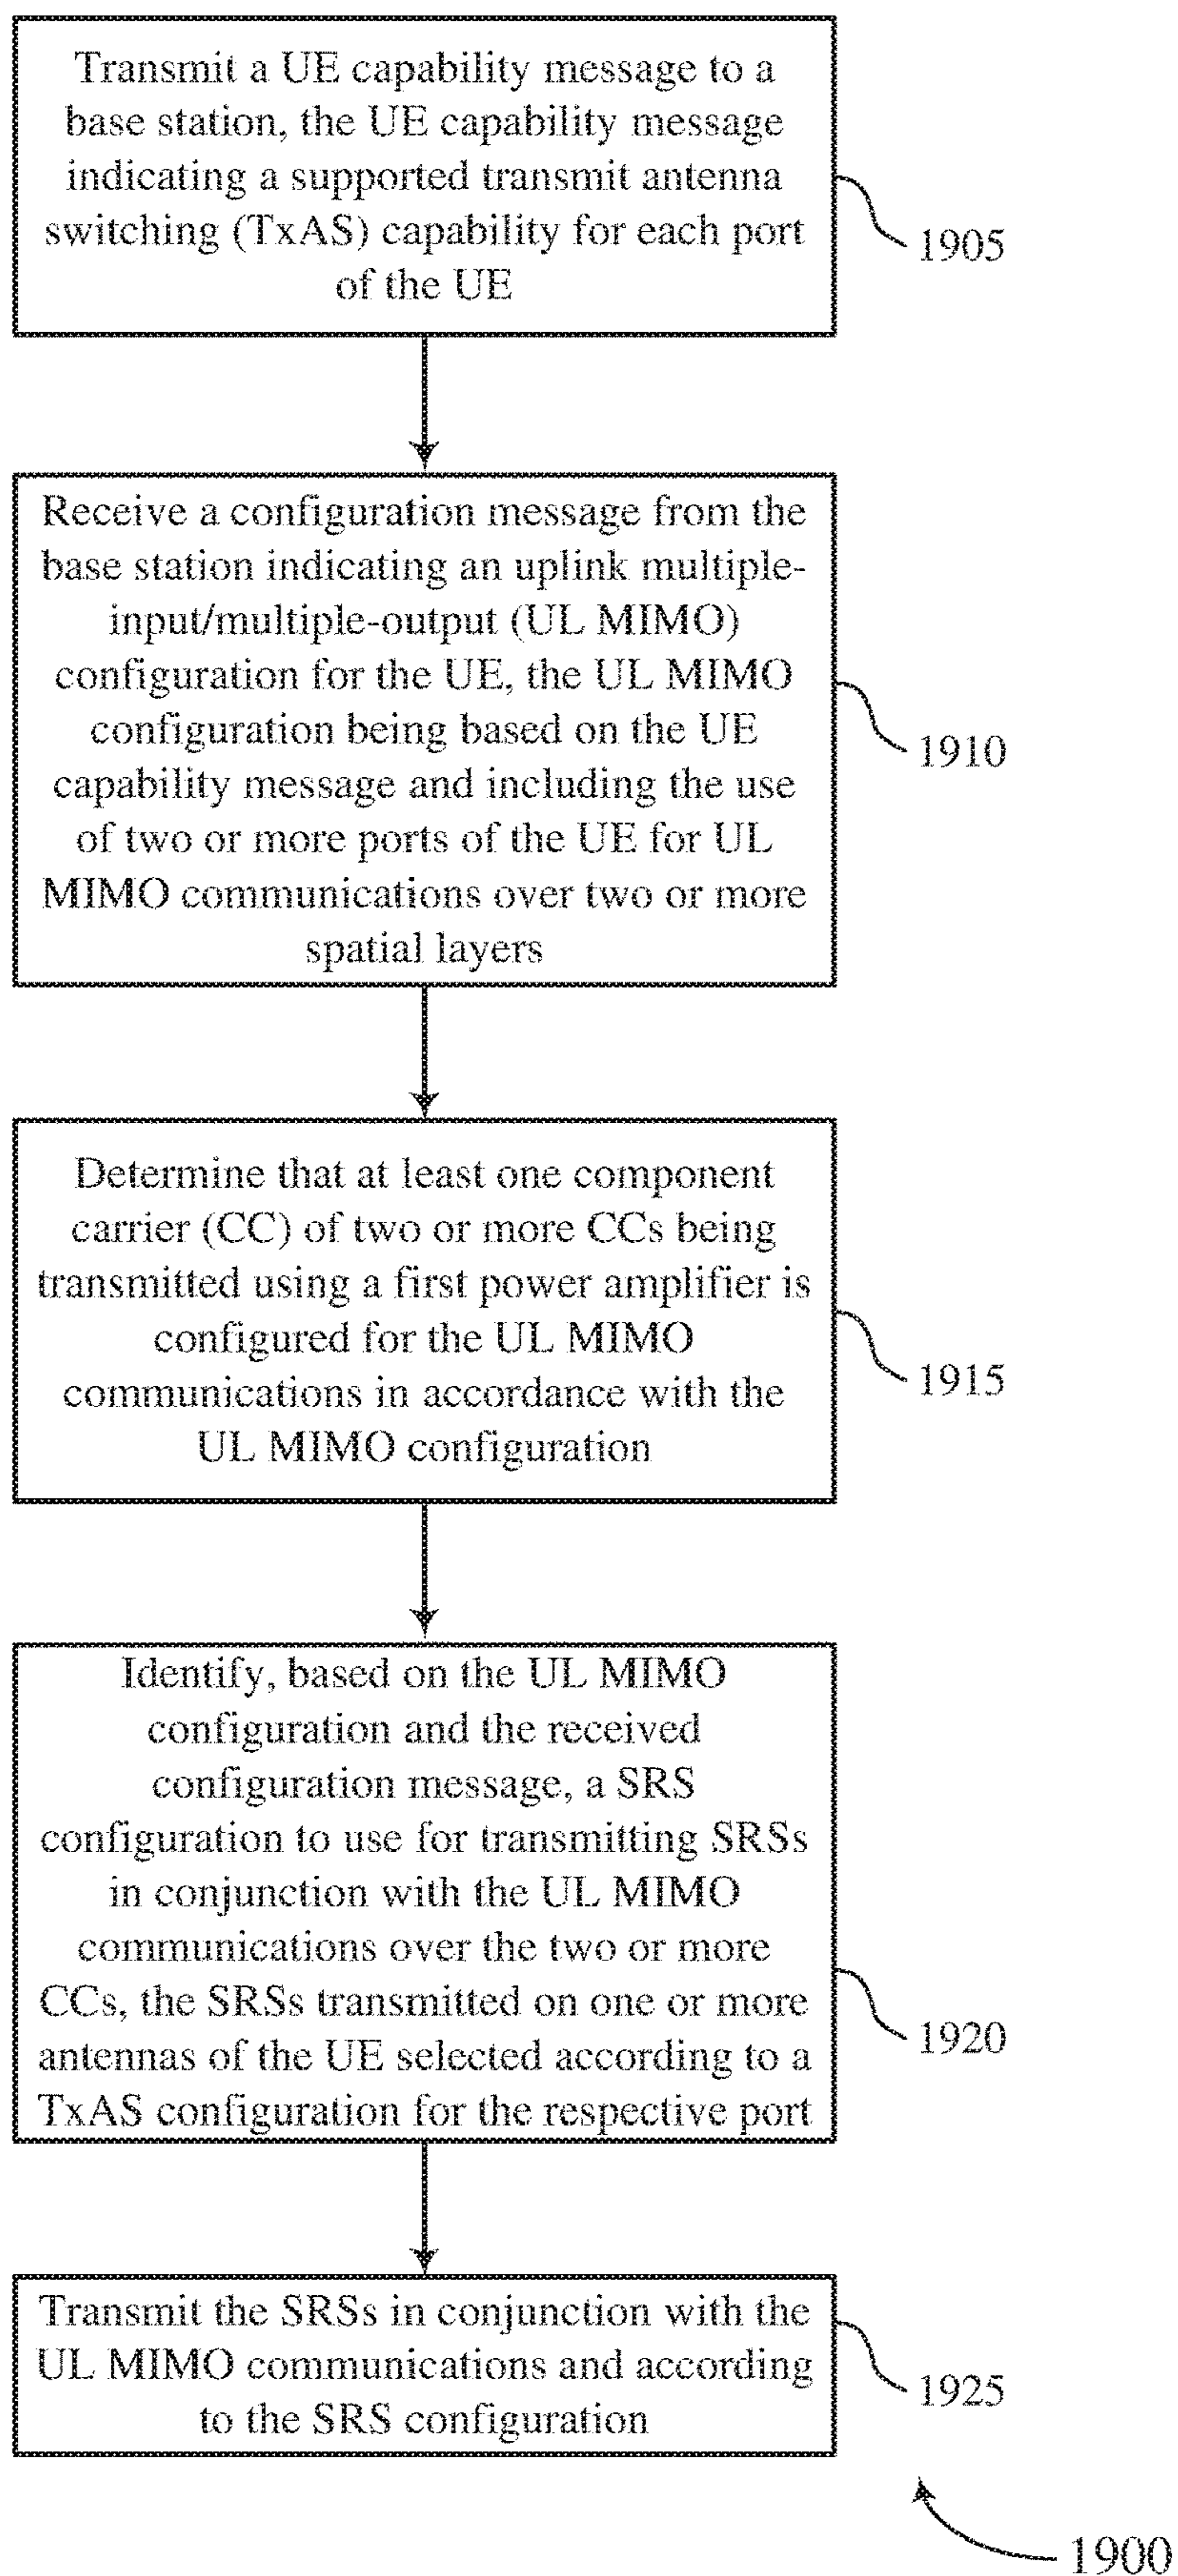 Transmit a UE capability message to a
base station, the UE capability message
indicating a supported transmit antenna
switching (TxAS) capability for each port
of the UE
1905
Receive a configuration message from the
base station indicating an uplink multiple-
input/multiple-output (UL MIMO)
configuration for the UE, the UL MIMO
configuration being based on the UE
capability message and including the use
of two or more ports of the UE for UL
MIMO communications over two or more
spatial layers
1910
Determine that at least one component
carrier (CC) of two or more CCs being
transmitted using a first power amplifier is
configured for the UL MIMO
communications in accordance with the
UL MIMO configuration
1915
Identify, based on the UL MIMO
configuration and the received
configuration message, a SRS
configuration to use for transmitting SRSs
in conjunction with the UL MIMO
communications over the two or more
CCs, the SRSs transmitted on one or more
antennas of the UE selected according to a
TxAS configuration for the respective port
1920
Transmit the SRSs in conjunction with the
UL MIMO communications and according
to the SRS configuration
1925
1900